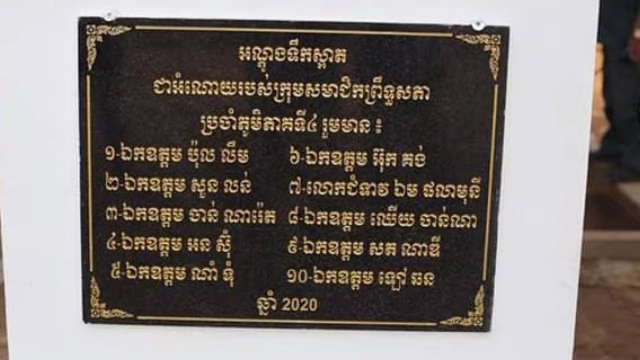 អណ្ដូងទឹកស្អាត
ជាអំណោយរបស់ក្រុមសមាជិកព្រឹទ្ធសភា
ប្រចាំភូមិភាគទី៤ រួមមាន ៖
១-ឯកឧត្តម ប៉ុល លឹម
២-ឯកឧត្តម សួន លន់
៣-ឯកឧត្តម ចាន់ ណារ៉េត
៤-ឯកឧត្តម អន ស៊ុំ
៥-ឯកឧត្តម ណាំ ទុំ
៦-ឯកឧត្តម អ៊ុក គង់
៧-លោកជំទាវ ឯម ផលាមុនី
៨-ឯកឧត្តម ឈើយ ចាន់ណា
៩-ឯកឧត្តម សត ណាឌី
១០-ឯកឧត្តម ឡៅ ឆន
ឆ្នាំ 2020